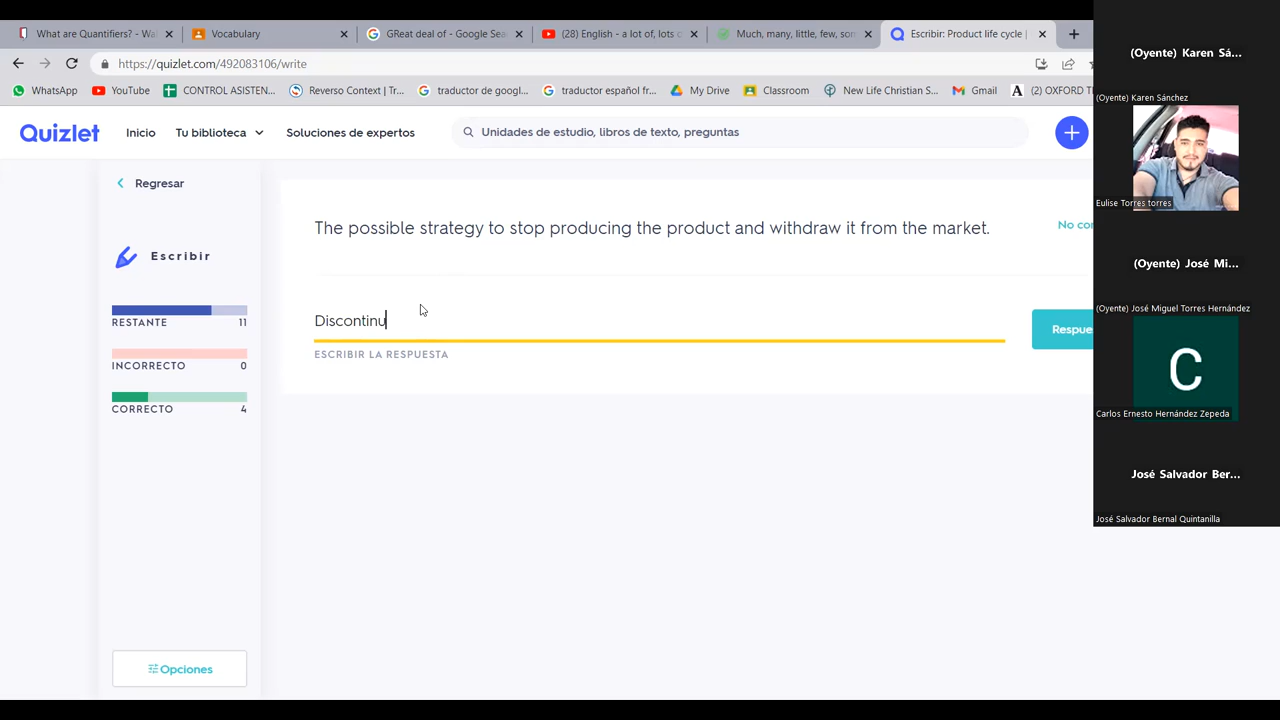 What are Quantifiers? - Wa
Vocabulary
GReat deal of - Google Sea
(28) English - a lot of, lots o
Much, many, little, few, som
Escribir: Product life cycle |
https://quizlet.com/492083106/write
WhatsApp
YouTube
CONTROL ASISTEN...
Reverso Context | Tr...
traductor de googl...
traductor español fr...
My Drive
Classroom
New Life Christian S...
Gmail
A
(2) OXFORD TE
Quizlet
Inicio
Tu biblioteca
Soluciones de expertos
Unidades de estudio, libros de texto, preguntas
Regresar
Escribir
RESTANTE 11
INCORRECTO 0
CORRECTO 4
Opciones
The possible strategy to stop producing the product and withdraw it from the market.
No co
Discontinu
ESCRIBIR LA RESPUESTA
Respue
(Oyente) Karen Sá...
(Oyente) Karen Sánchez
Eulise Torres torres
(Oyente) José Mi...
(Oyente) José Miguel Torres Hernández
C
Carlos Ernesto Hernández Zepeda
José Salvador Ber...
José Salvador Bernal Quintanilla